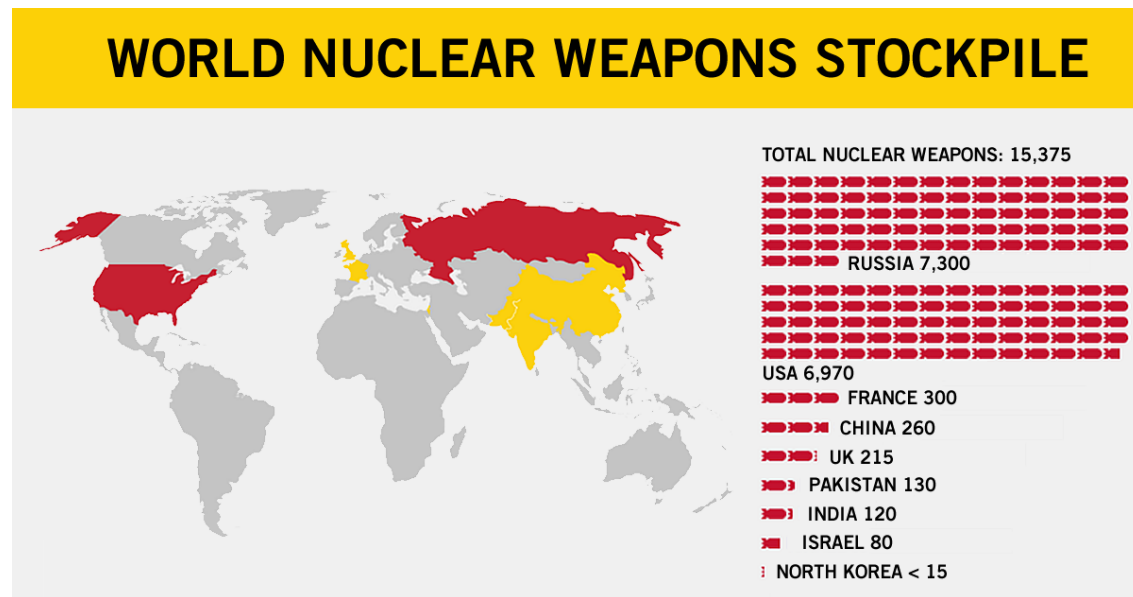 WORLD NUCLEAR WEAPONS STOCKPILE
TOTAL NUCLEAR WEAPONS: 15,375
RUSSIA 7,300
USA 6,970
FRANCE 300
CHINA 260
UK 215
PAKISTAN 130
INDIA 120
ISRAEL 80
NORTH KOREA < 15